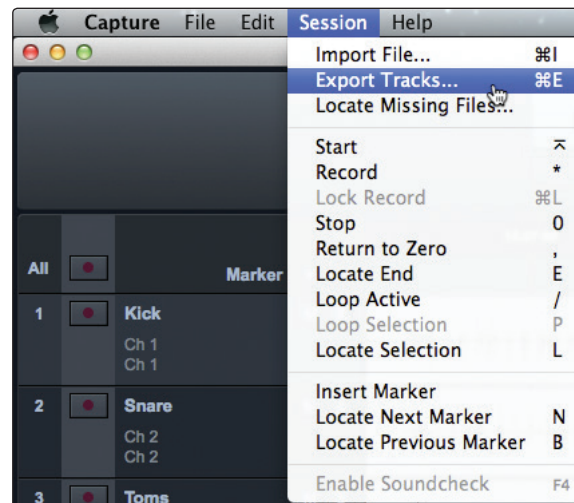 Capture File Edit Session Help
Import File... ⌘I
Export Tracks... ⌘E
Locate Missing Files...
Start ⌅
Record *
Lock Record ⌘L
Stop 0
Return to Zero ,
Locate End E
Loop Active /
Loop Selection P
Locate Selection L
Insert Marker
Locate Next Marker N
Locate Previous Marker B
Enable Soundcheck F4
All Marker
1 Kick
Ch 1
Ch 1
2 Snare
Ch 2
Ch 2
3 Toms